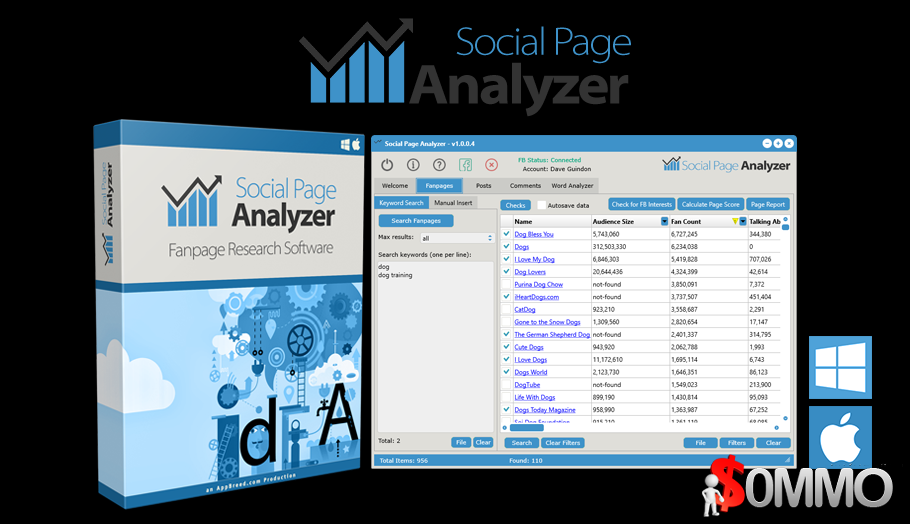 Social Page
Analyzer
Social Page
Analyzer
Social Page
Analyzer
Fanpage Research Software
idEA
an AppBreed.com Production
Social Page Analyzer - v1.0.0.4
FB Status: Connected
Account: Dave Guindon
Social Page Analyzer
Welcome Fanpages Posts Comments Word Analyzer
Keyword Search Manual Insert
Search Fanpages
Max results: all
Search keywords (one per line):
dog
dog training
Total: 2 File Clear
Checks Autosave data Check for FB Interests Calculate Page Score Page Report
Name Audience Size Fan Count Talking Ab
Dog Bless You 5,743,060 6,727,245 344,380
Dogs 312,503,330 6,234,038 0
I Love My Dog 6,846,303 5,419,828 707,026
Dog Lovers 20,644,436 4,324,399 42,614
Purina Dog Chow not-found 3,850,091 7,372
iHeartDogs.com not-found 3,737,507 451,404
CatDog 923,210 3,558,687 2,291
Gone to the Snow Dogs 1,309,560 2,820,654 17,147
The German Shepherd Dog not-found 2,401,337 314,795
Cute Dogs 943,920 2,062,788 1,993
I Love Dogs 11,172,610 1,695,114 6,743
Dogs World 2,123,730 1,646,351 86,123
DogTube not-found 1,549,023 213,900
Life With Dogs 899,190 1,430,814 95,093
Dogs Today Magazine 958,990 1,363,987 67,252
Search Clear Filters File Filters Clear
Total Items: 956 Found: 110
$0MMO